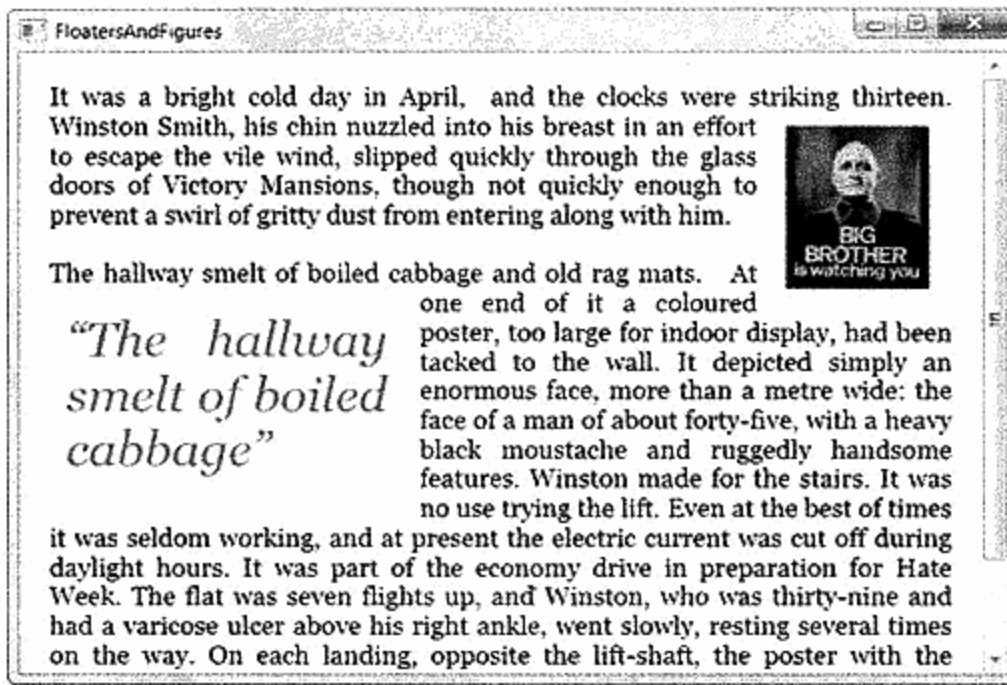 FloatersAndFigures
It was a bright cold day in April, and the clocks were striking thirteen.
Winston Smith, his chin nuzzled into his breast in an effort
to escape the vile wind, slipped quickly through the glass
doors of Victory Mansions, though not quickly enough to
prevent a swirl of gritty dust from entering along with him.
BIG
BROTHER
is watching you
The hallway smelt of boiled cabbage and old rag mats. At
one end of it a coloured
poster, too large for indoor display, had been
tacked to the wall. It depicted simply an
enormous face, more than a metre wide: the
face of a man of about forty-five, with a heavy
black moustache and ruggedly handsome
features. Winston made for the stairs. It was
no use trying the lift. Even at the best of times
“The hallway
smelt of boiled
cabbage”
it was seldom working, and at present the electric current was cut off during
daylight hours. It was part of the economy drive in preparation for Hate
Week. The flat was seven flights up, and Winston, who was thirty-nine and
had a varicose ulcer above his right ankle, went slowly, resting several times
on the way. On each landing, opposite the lift-shaft, the poster with the